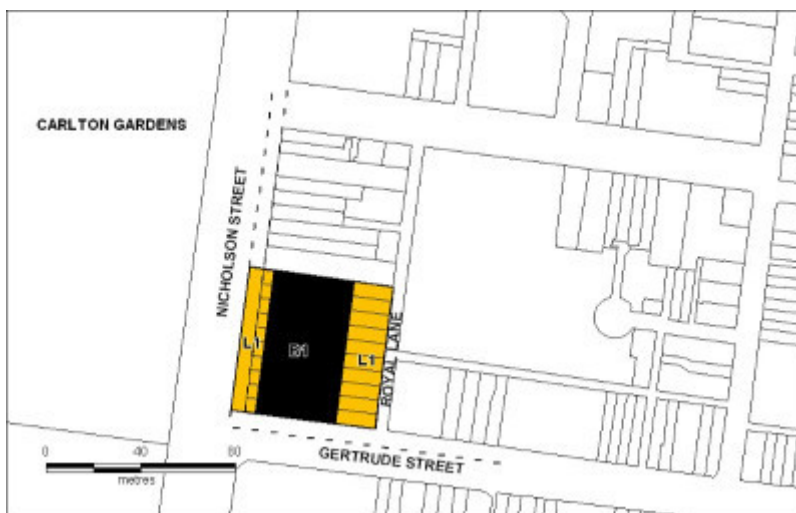 CARLTON GARDENS
NICHOLSON STREET
L1
B1
L1
ROYAL LANE
GERTRUDE STREET
0 40 80
metres